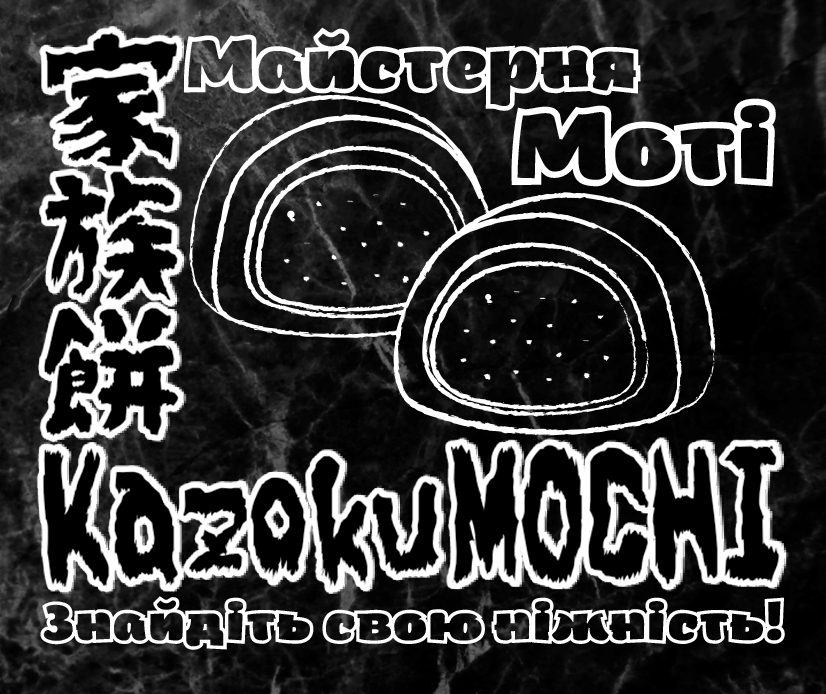 家族餅
Майстерня
Моті
KazokuMOCHI
Знайдіть свою ніжність!